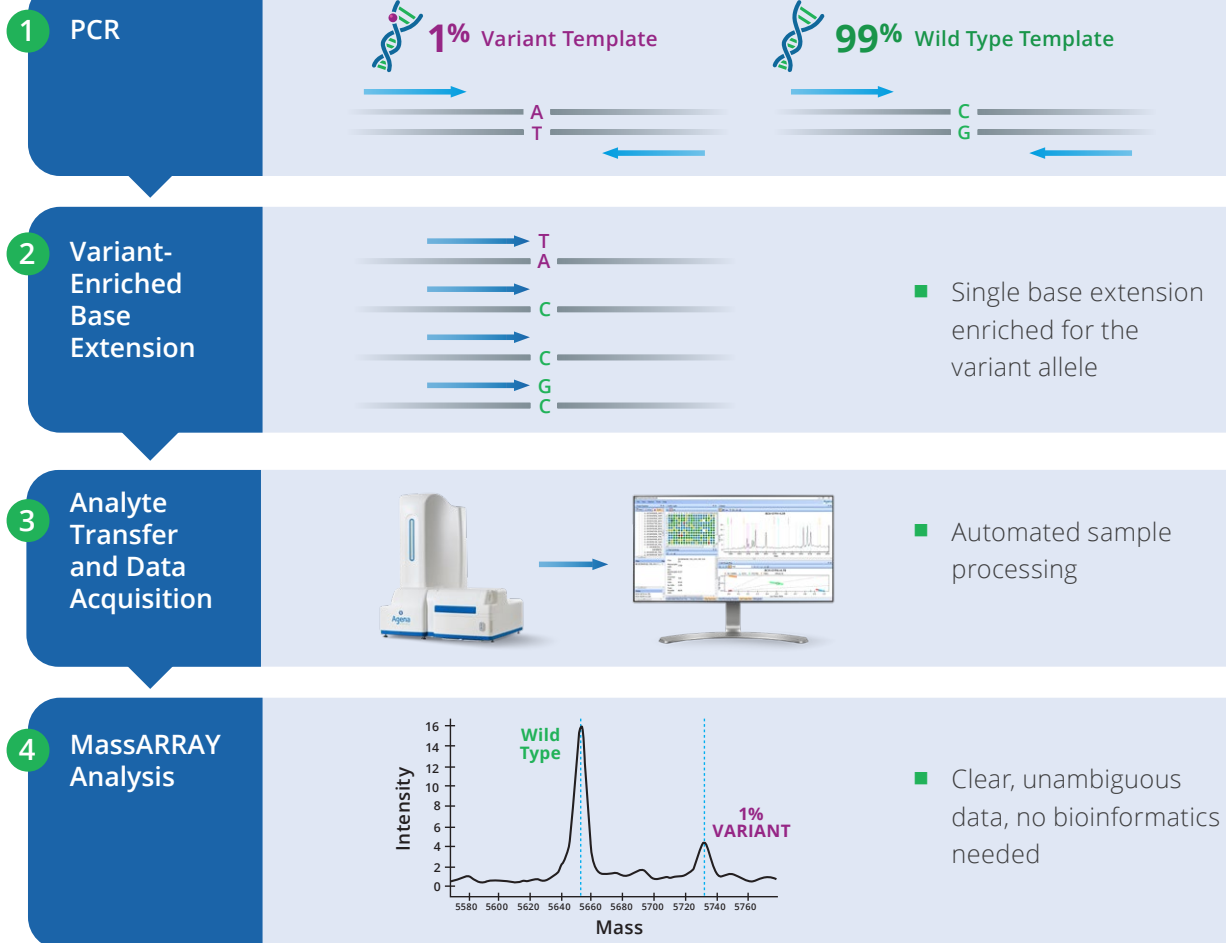 1
PCR
1% Variant Template
99% Wild Type Template
A
T
C
G
2
Variant-
Enriched
Base
Extension
T
A
C
C
G
C
Single base extension
enriched for the
variant allele
3
Analyte
Transfer
and Data
Acquisition
Agena
Automated sample
processing
4
MassARRAY
Analysis
Intensity
16
14
12
10
8
6
4
2
0
Wild
Type
1%
VARIANT
5580 5600 5620 5640 5660 5680 5700 5720 5740 5760
Mass
Clear, unambiguous
data, no bioinformatics
needed